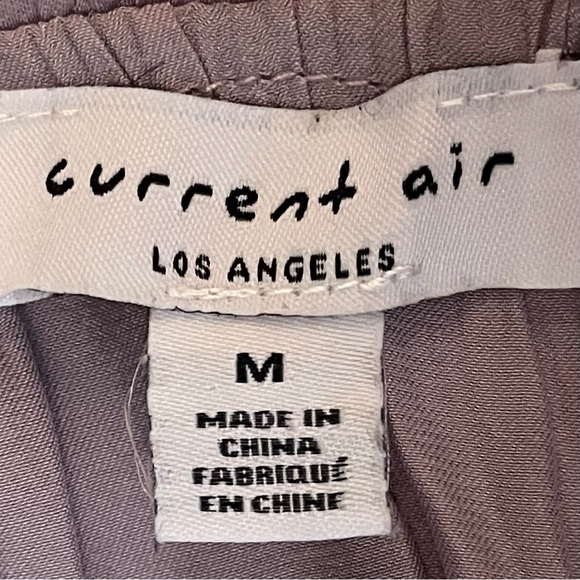 current air
LOS ANGELES
M
MADE IN
CHINA
FABRIQUÉ
EN CHINE